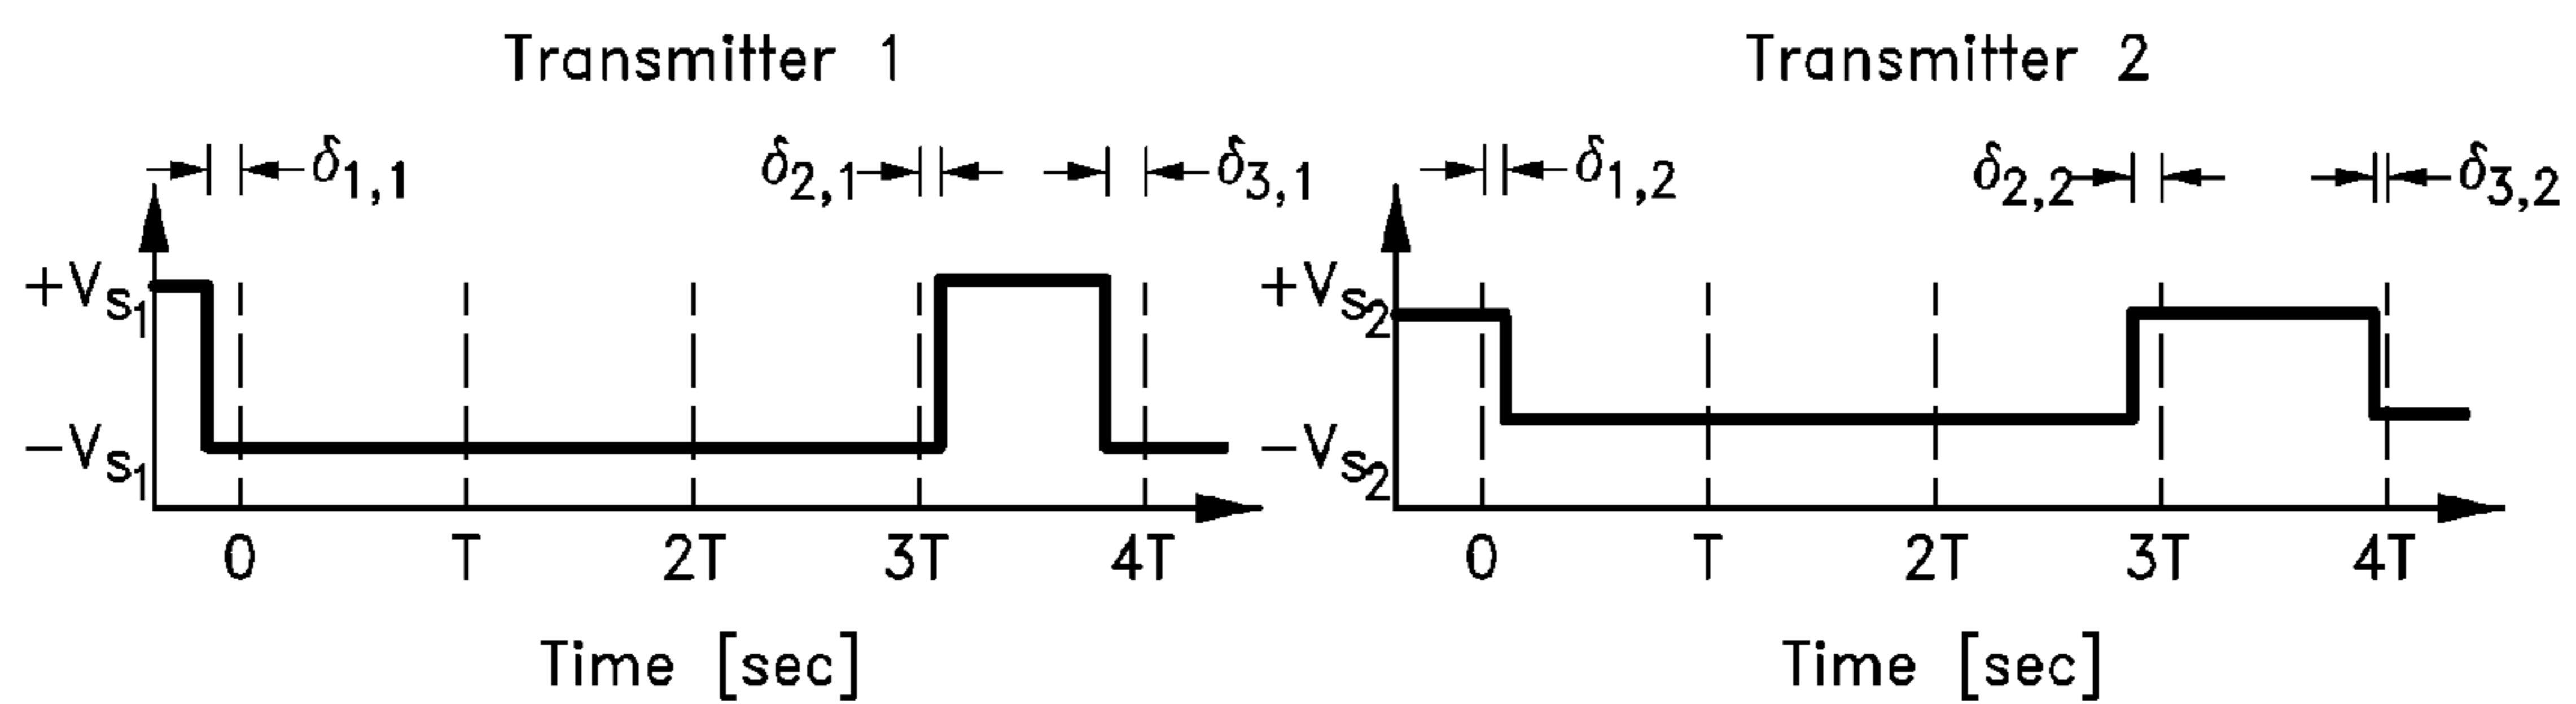 Transmitter 1
δ1,1 δ2,1 δ3,1
+VS1
−VS1
0 T 2T 3T 4T
Time [sec]
Transmitter 2
δ1,2 δ2,2 δ3,2
+VS2
−VS2
0 T 2T 3T 4T
Time [sec]